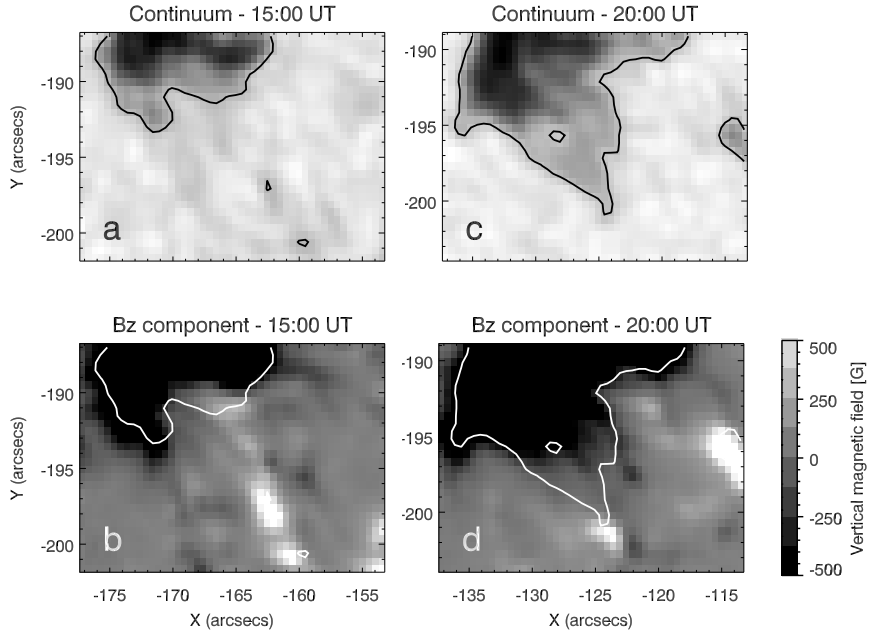 Continuum - 15:00 UT
Continuum - 20:00 UT
-190
-195
-200
Y (arcsecs)
a
-190
-195
-200
c
Bz component - 15:00 UT
Bz component - 20:00 UT
-190
-195
-200
Y (arcsecs)
b
-190
-195
-200
d
500
250
0
-250
-500
Vertical magnetic field [G]
-175 -170 -165 -160 -155
X (arcsecs)
-135 -130 -125 -120 -115
X (arcsecs)